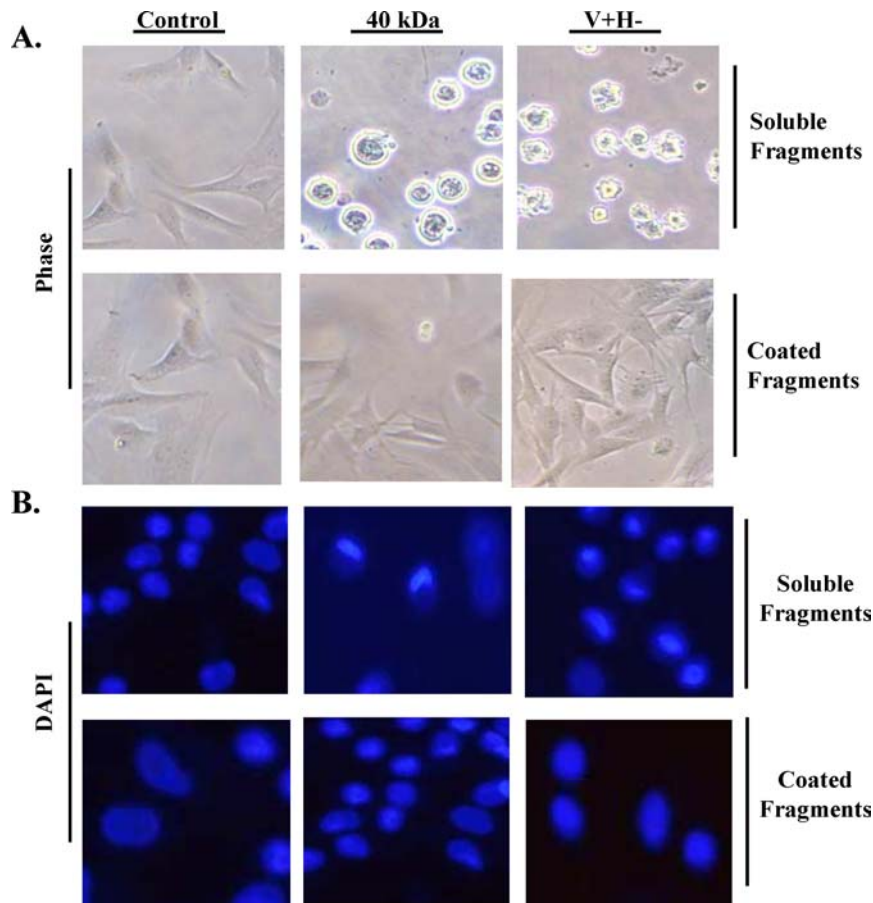 Control 40 kDa V+H-
A.
Soluble
Fragments
Phase
Coated
Fragments
B.
Soluble
Fragments
DAPI
Coated
Fragments